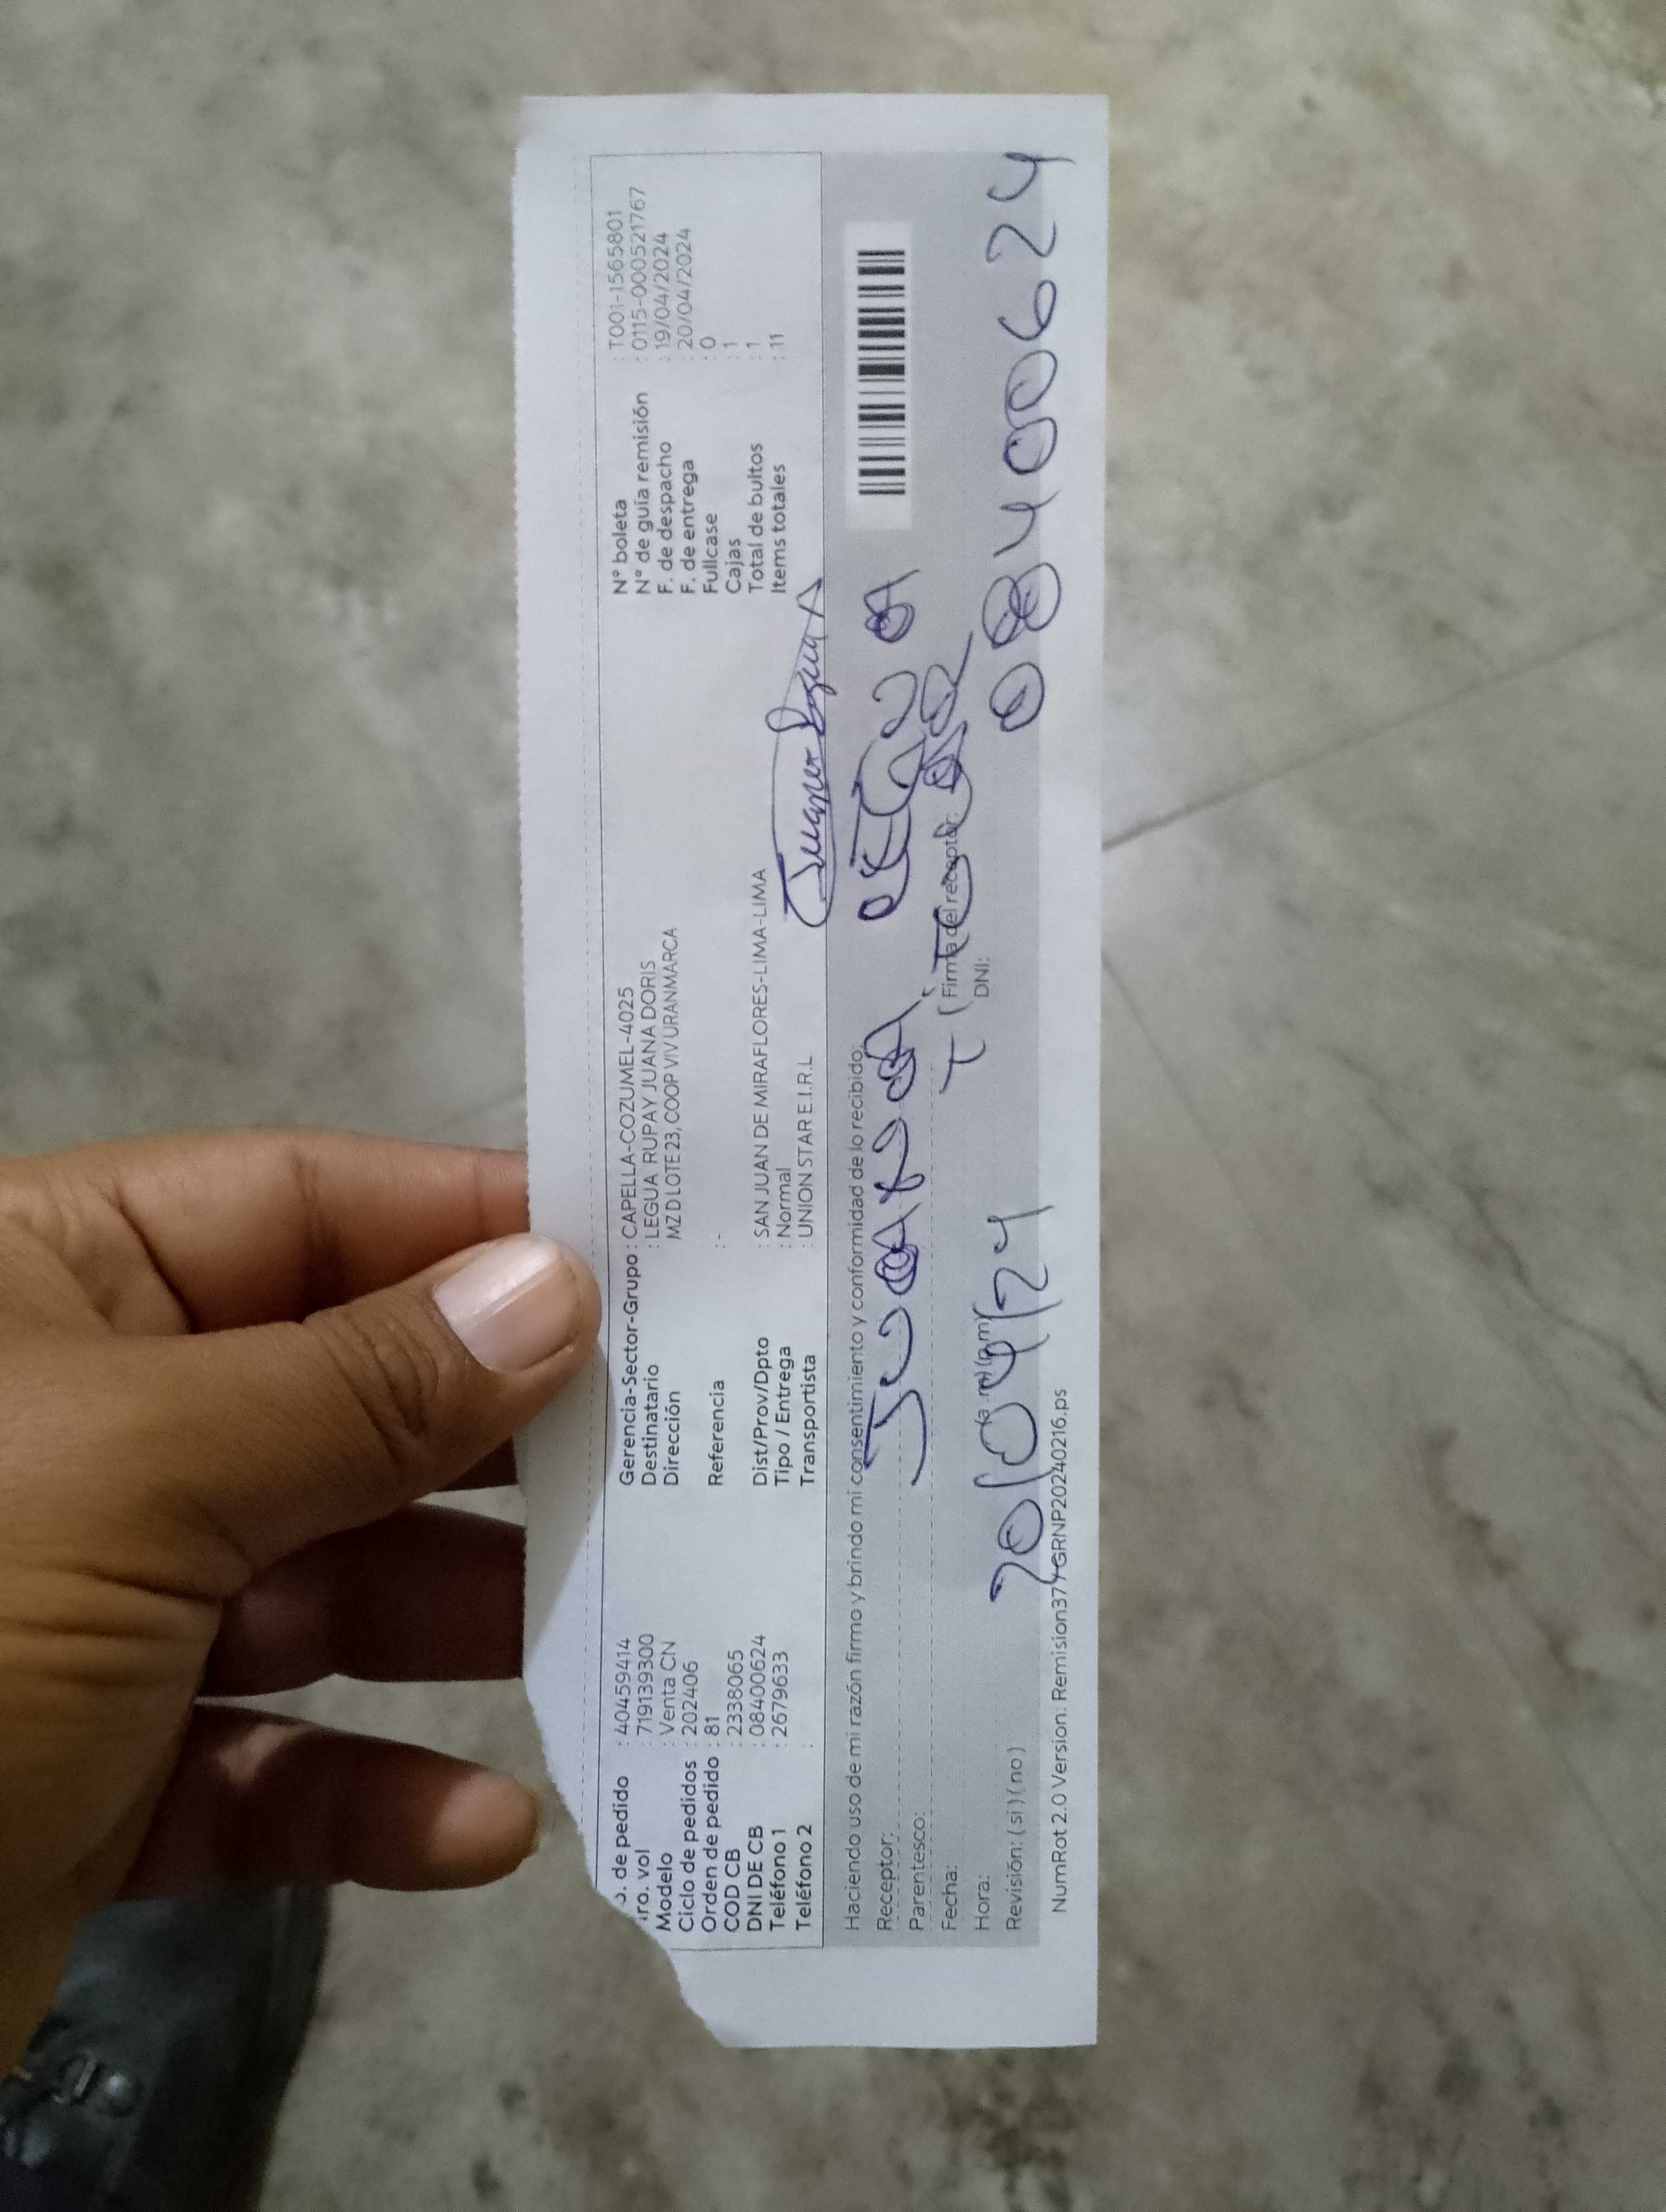 o. de pedido : 40459414
ro. vol : 719139300
Modelo : Venta CN
Ciclo de pedidos : 202406
Orden de pedido : 81
COD CB : 2338065
DNI DE CB : 08400624
Teléfono 1 : 2679633
Teléfono 2 :
Gerencia-Sector-Grupo : CAPELLA-COZUMEL-4025
Destinatario : LEGUA RUPAY JUANA DORIS
Dirección MZ D LOTE 23, COOP VIV URANMARCA
Referencia : -
Dist/Prov/Dpto : SAN JUAN DE MIRAFLORES-LIMA-LIMA
Tipo / Entrega : Normal
Transportista : UNION STAR E.I.R.L
N° boleta : T001-1565801
N° de guía remisión : 0115-000521767
F. de despacho : 19/04/2024
F. de entrega : 20/04/2024
Fullcase : 0
Cajas : 1
Total de bultos : 1
Items totales : 11
Haciendo uso de mi razón firmo y brindo mi consentimiento y conformidad de lo recibido:
Receptor: Juana
Parentesco:
Fecha: (Firma del receptor:
Hora: (a.m) (p.m) DNI:
20/04/24 08400624
Revisión: ( si ) ( no )
NumRot 2.0 Version: Remision37 GRNP20240216.ps